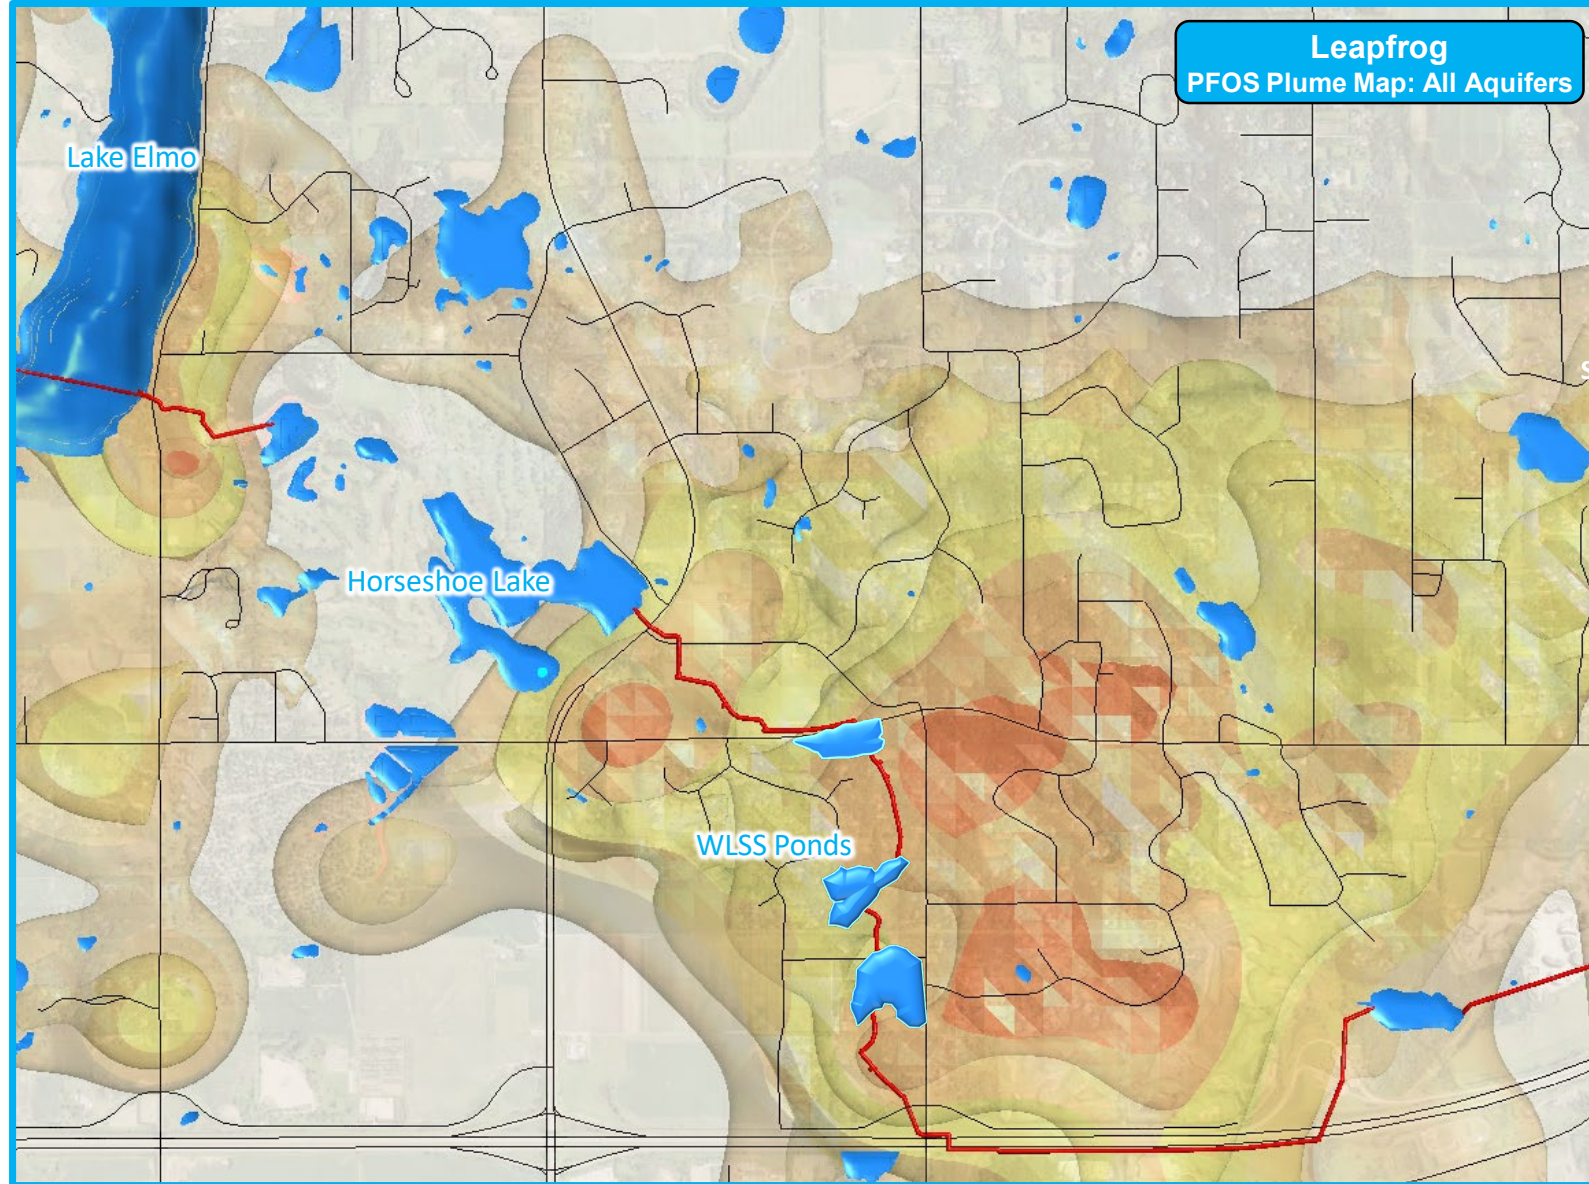 Leapfrog
PFOS Plume Map: All Aquifers
Lake Elmo
Horseshoe Lake
WLSS Ponds